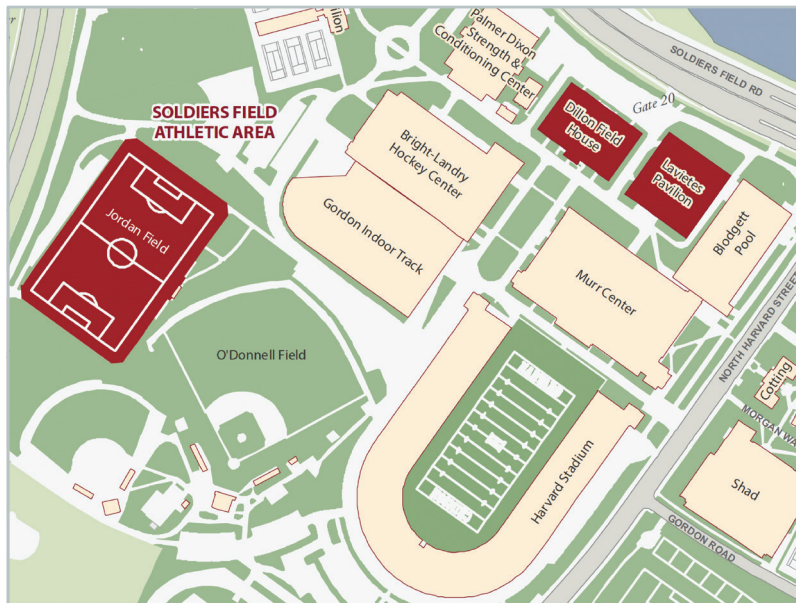 Palmer Dixon
Strength &
Conditioning Center
SOLDIERS FIELD RD
Gate 20
SOLDIERS FIELD
ATHLETIC AREA
Dillon Field
House
Bright-Landry
Hockey Center
Lavietes
Pavilion
Jordan Field
Gordon Indoor Track
Blodgett
Pool
Murr Center
NORTH HARVARD STREET
O'Donnell Field
Cotting
Harvard Stadium
Shad
GORDON ROAD